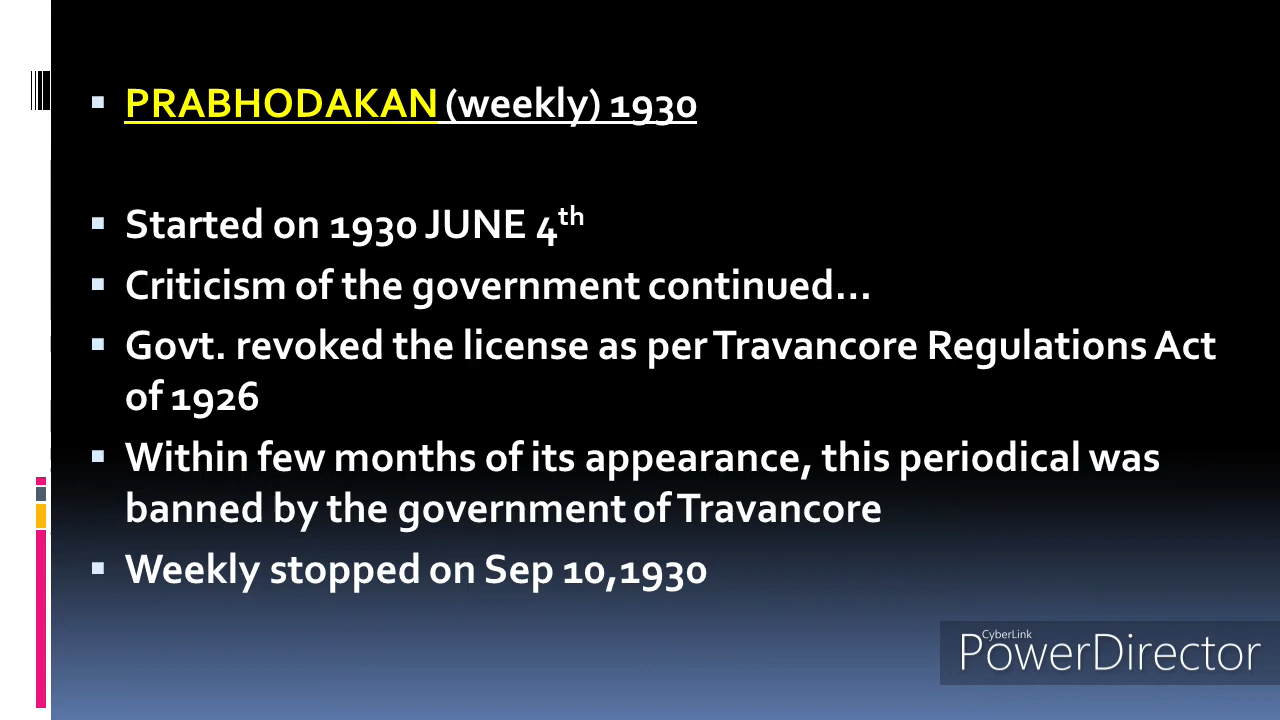 PRABHODAKAN (weekly) 1930
Started on 1930 JUNE 4th
Criticism of the government continued...
Govt. revoked the license as per Travancore Regulations Act
of 1926
Within few months of its appearance, this periodical was
banned by the government of Travancore
Weekly stopped on Sep 10,1930
CyberLink
PowerDirector